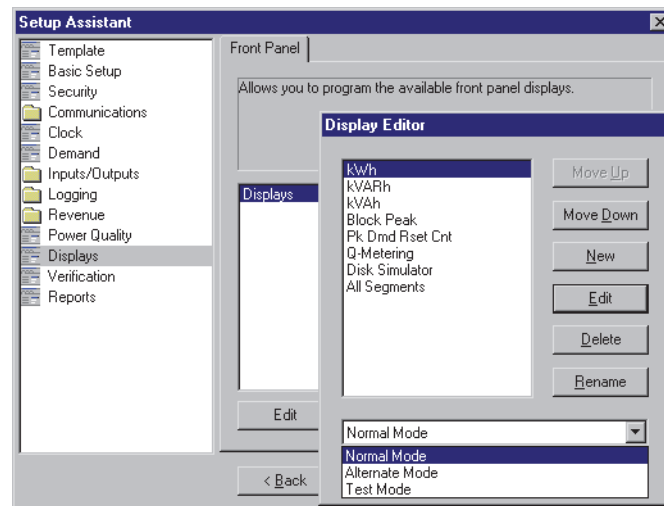 Setup Assistant
Template
Basic Setup
Security
Communications
Clock
Demand
Inputs/Outputs
Logging
Revenue
Power Quality
Displays
Verification
Reports
Front Panel
Allows you to program the available front panel displays.
Displays
Edit
< Back
Display Editor
kWh
kVARh
kVAh
Block Peak
Pk Dmd Rset Cnt
Q-Metering
Disk Simulator
All Segments
Move Up
Move Down
New
Edit
Delete
Rename
Normal Mode
Normal Mode
Alternate Mode
Test Mode